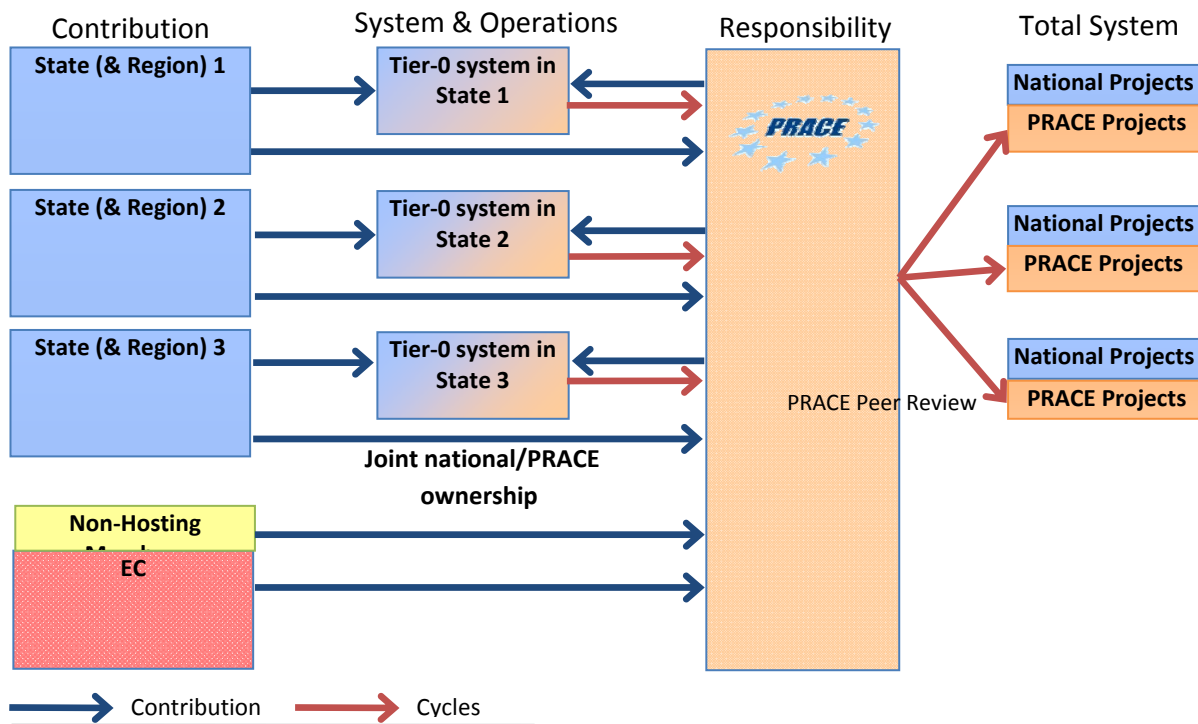 Contribution
System & Operations
Responsibility
Total System
State (& Region) 1
Tier-0 system in
State 1
PRACE
National Projects
PRACE Projects
State (& Region) 2
Tier-0 system in
State 2
National Projects
PRACE Projects
State (& Region) 3
Tier-0 system in
State 3
National Projects
PRACE Projects
PRACE Peer Review
Joint national/PRACE
ownership
Non-Hosting
EC
Contribution
Cycles